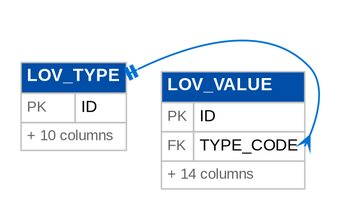 LOV_TYPE
PK ID
+ 10 columns
LOV_VALUE
PK ID
FK TYPE_CODE
+ 14 columns